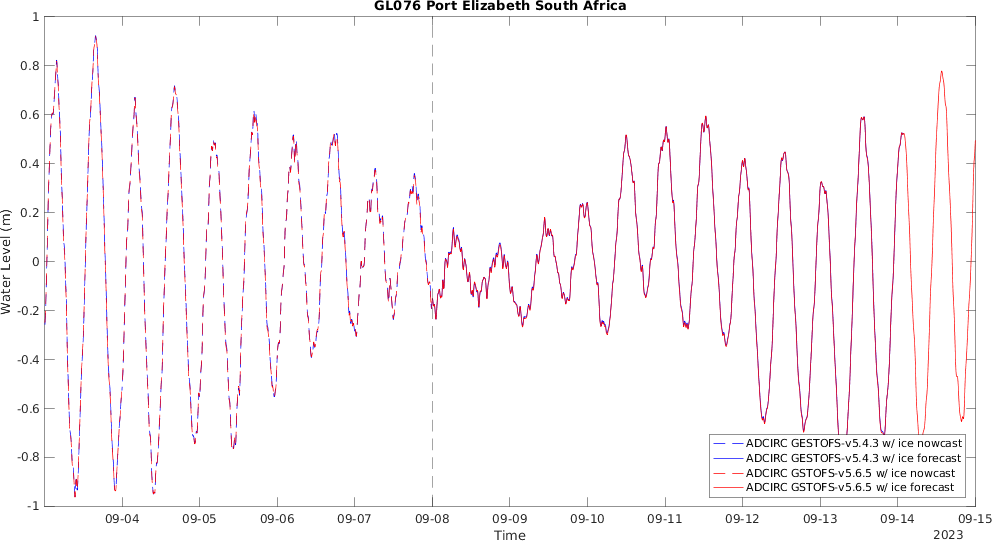 GL076 Port Elizabeth South Africa
Water Level (m)
1
0.8
0.6
0.4
0.2
0
-0.2
-0.4
-0.6
-0.8
-1
ADCIRC GESTOFS-v5.4.3 w/ ice nowcast
ADCIRC GESTOFS-v5.4.3 w/ ice forecast
ADCIRC GSTOFS-v5.6.5 w/ ice nowcast
ADCIRC GSTOFS-v5.6.5 w/ ice forecast
09-04 09-05 09-06 09-07 09-08 09-09 09-10 09-11 09-12 09-13 09-14 09-15
Time
2023